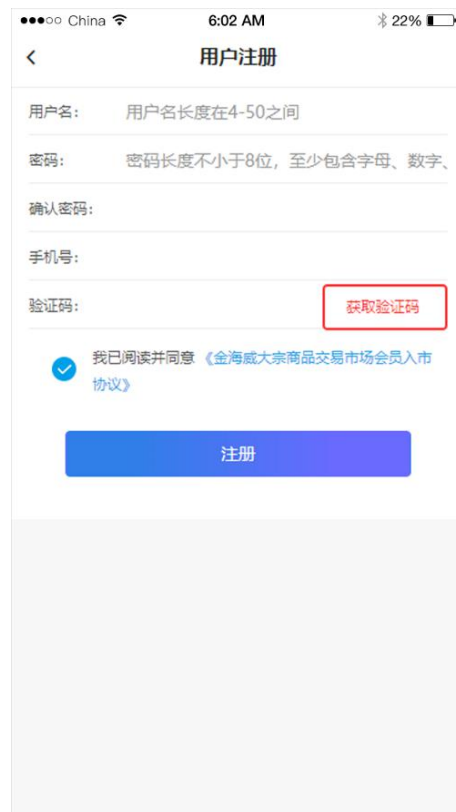 China 6:02 AM 22%
用户注册
用户名: 用户名长度在4-50之间
密码: 密码长度不小于8位，至少包含字母、数字、
确认密码:
手机号:
验证码: 获取验证码
我已阅读并同意《金海威大宗商品交易市场会员入市
协议》
注册